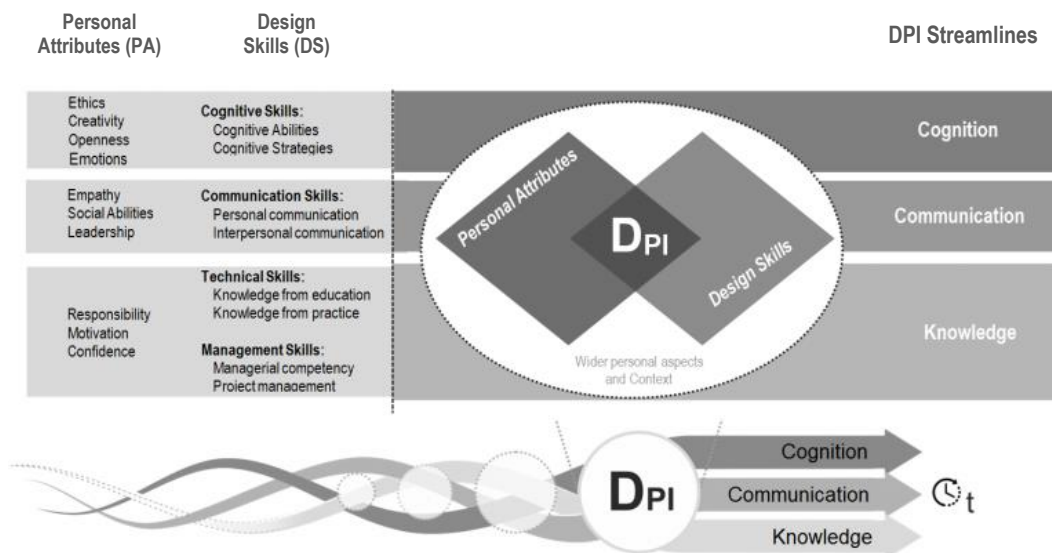 Personal
Attributes (PA)
Design
Skills (DS)
DPI Streamlines
Ethics
Creativity
Openness
Emotions
Cognitive Skills:
Cognitive Abilities
Cognitive Strategies
Cognition
Empathy
Social Abilities
Leadership
Communication Skills:
Personal communication
Interpersonal communication
Communication
Responsibility
Motivation
Confidence
Technical Skills:
Knowledge from education
Knowledge from practice
Management Skills:
Managerial competency
Project management
Knowledge
Personal Attributes
DPI
Design Skills
Wider personal aspects
and Context
DPI
Cognition
Communication
Knowledge
t